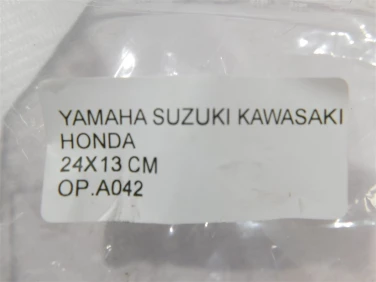 YAMAHA SUZUKI KAWASAKI
HONDA
24X13 CM
OP.A042